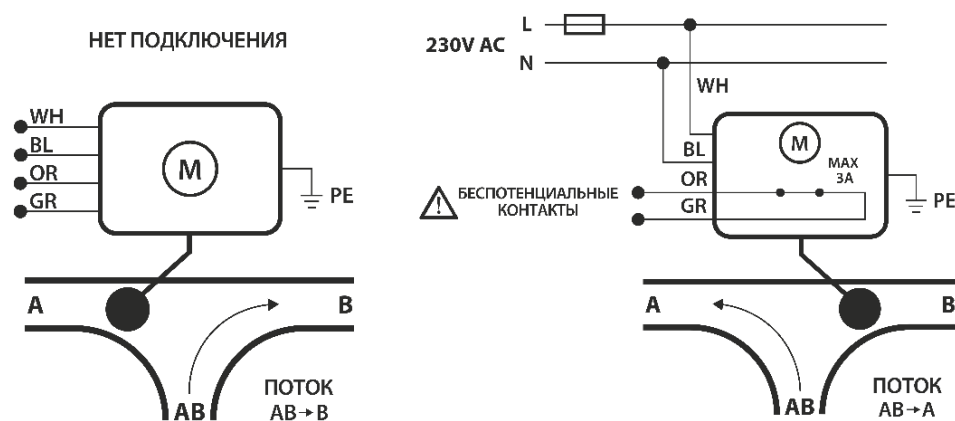 НЕТ ПОДКЛЮЧЕНИЯ
WH
BL
OR
GR
M
PE
A
B
AB
ПОТОК
AB→B
230V AC
L
N
WH
BL
OR
GR
M
MAX
3A
БЕСПОТЕНЦИАЛЬНЫЕ
КОНТАКТЫ
PE
A
B
AB
ПОТОК
AB→A